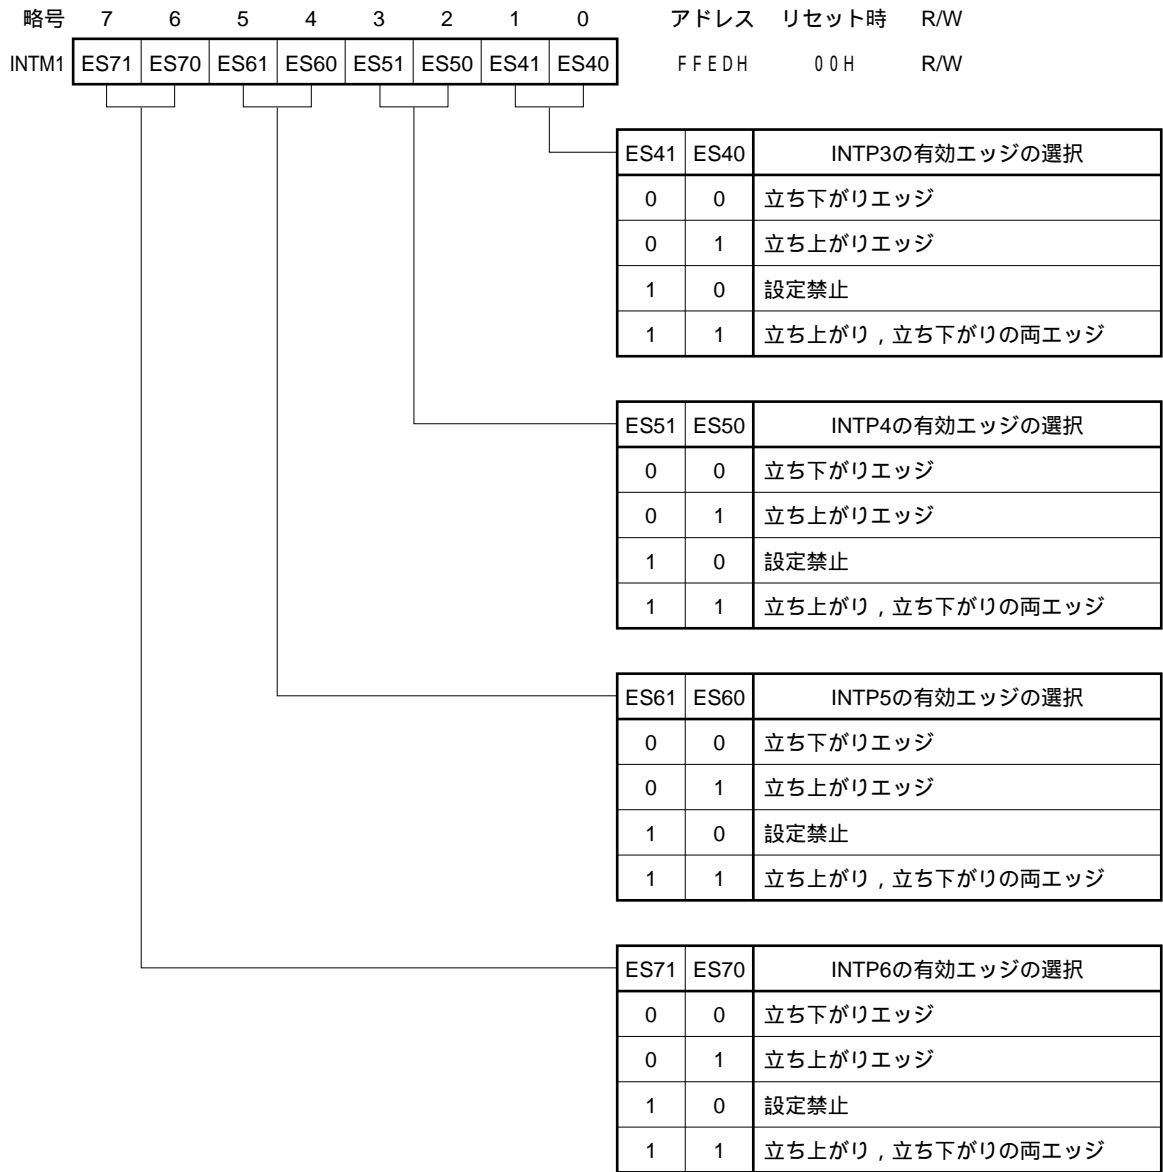 略号 7 6 5 4 3 2 1 0 アドレス リセット時 R/W
INTM1 ES71 ES70 ES61 ES60 ES51 ES50 ES41 ES40 FFEDH 00H R/W
ES41 ES40 INTP3の有効エッジの選択
0 0 立ち下がりエッジ
0 1 立ち上がりエッジ
1 0 設定禁止
1 1 立ち上がり,立ち下がりの両エッジ
ES51 ES50 INTP4の有効エッジの選択
0 0 立ち下がりエッジ
0 1 立ち上がりエッジ
1 0 設定禁止
1 1 立ち上がり,立ち下がりの両エッジ
ES61 ES60 INTP5の有効エッジの選択
0 0 立ち下がりエッジ
0 1 立ち上がりエッジ
1 0 設定禁止
1 1 立ち上がり,立ち下がりの両エッジ
ES71 ES70 INTP6の有効エッジの選択
0 0 立ち下がりエッジ
0 1 立ち上がりエッジ
1 0 設定禁止
1 1 立ち上がり,立ち下がりの両エッジ